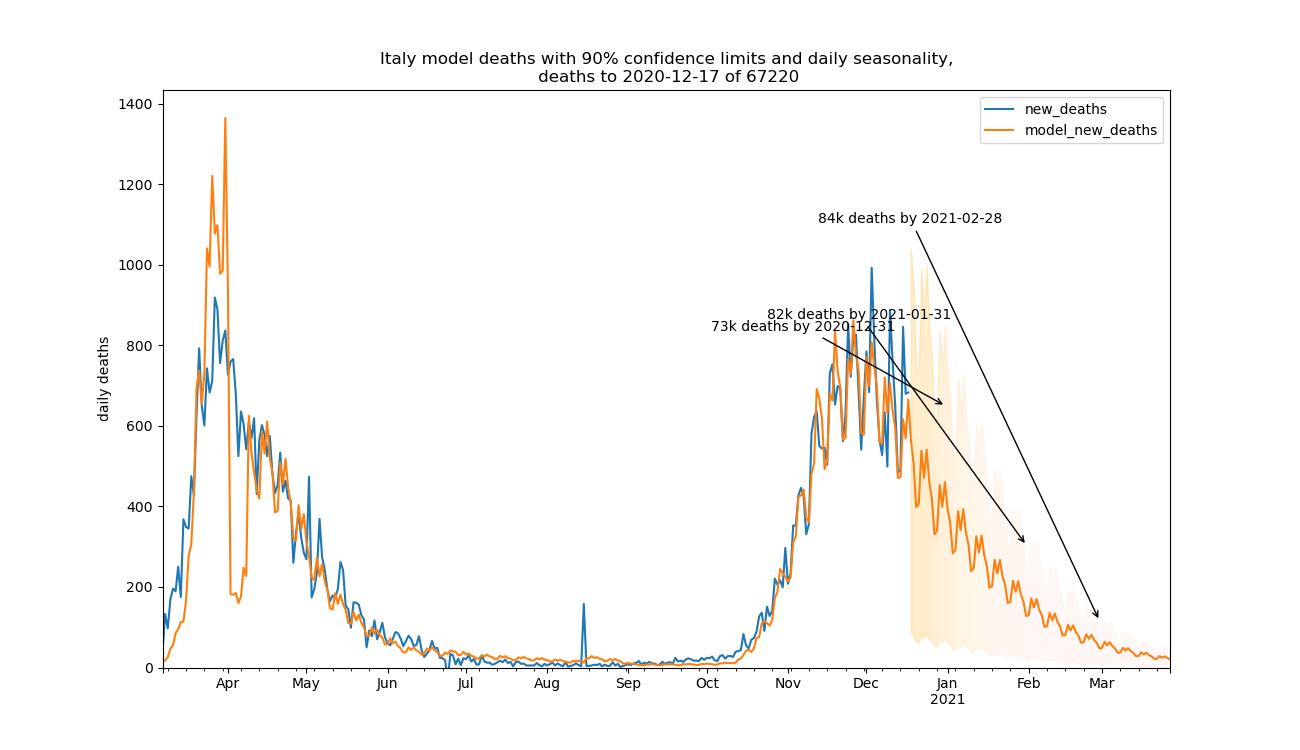 Italy model deaths with 90% confidence limits and daily seasonality,
deaths to 2020-12-17 of 67220
new_deaths
model_new_deaths
84k deaths by 2021-02-28
82k deaths by 2021-01-31
73k deaths by 2020-12-31
daily deaths
1400
1200
1000
800
600
400
200
0
Apr May Jun Jul Aug Sep Oct Nov Dec Jan Feb Mar
2021